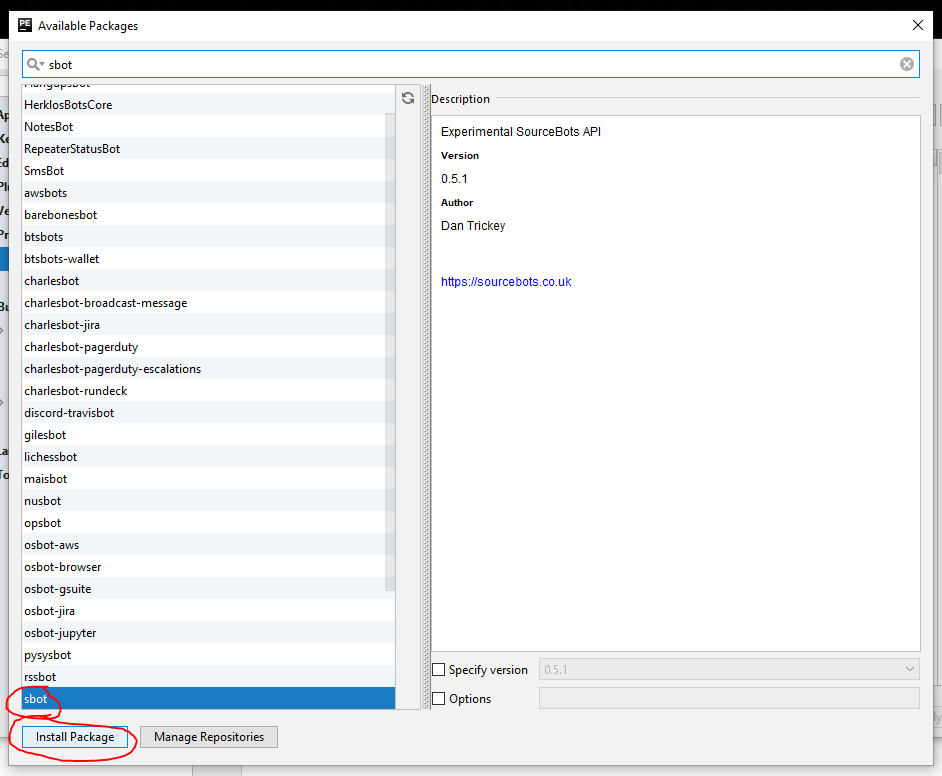 PE Available Packages
sbot
HerklosBotsCore
NotesBot
RepeaterStatusBot
SmsBot
awsbots
barebonesbot
btsbots
btsbots-wallet
charlesbot
charlesbot-broadcast-message
charlesbot-jira
charlesbot-pagerduty
charlesbot-pagerduty-escalations
charlesbot-rundeck
discord-travisbot
gilesbot
lichessbot
maisbot
nusbot
opsbot
osbot-aws
osbot-browser
osbot-gsuite
osbot-jira
osbot-jupyter
pysysbot
rssbot
sbot
Description
Experimental SourceBots API
Version
0.5.1
Author
Dan Trickey
https://sourcebots.co.uk
Specify version 0.5.1
Options
Install Package Manage Repositories